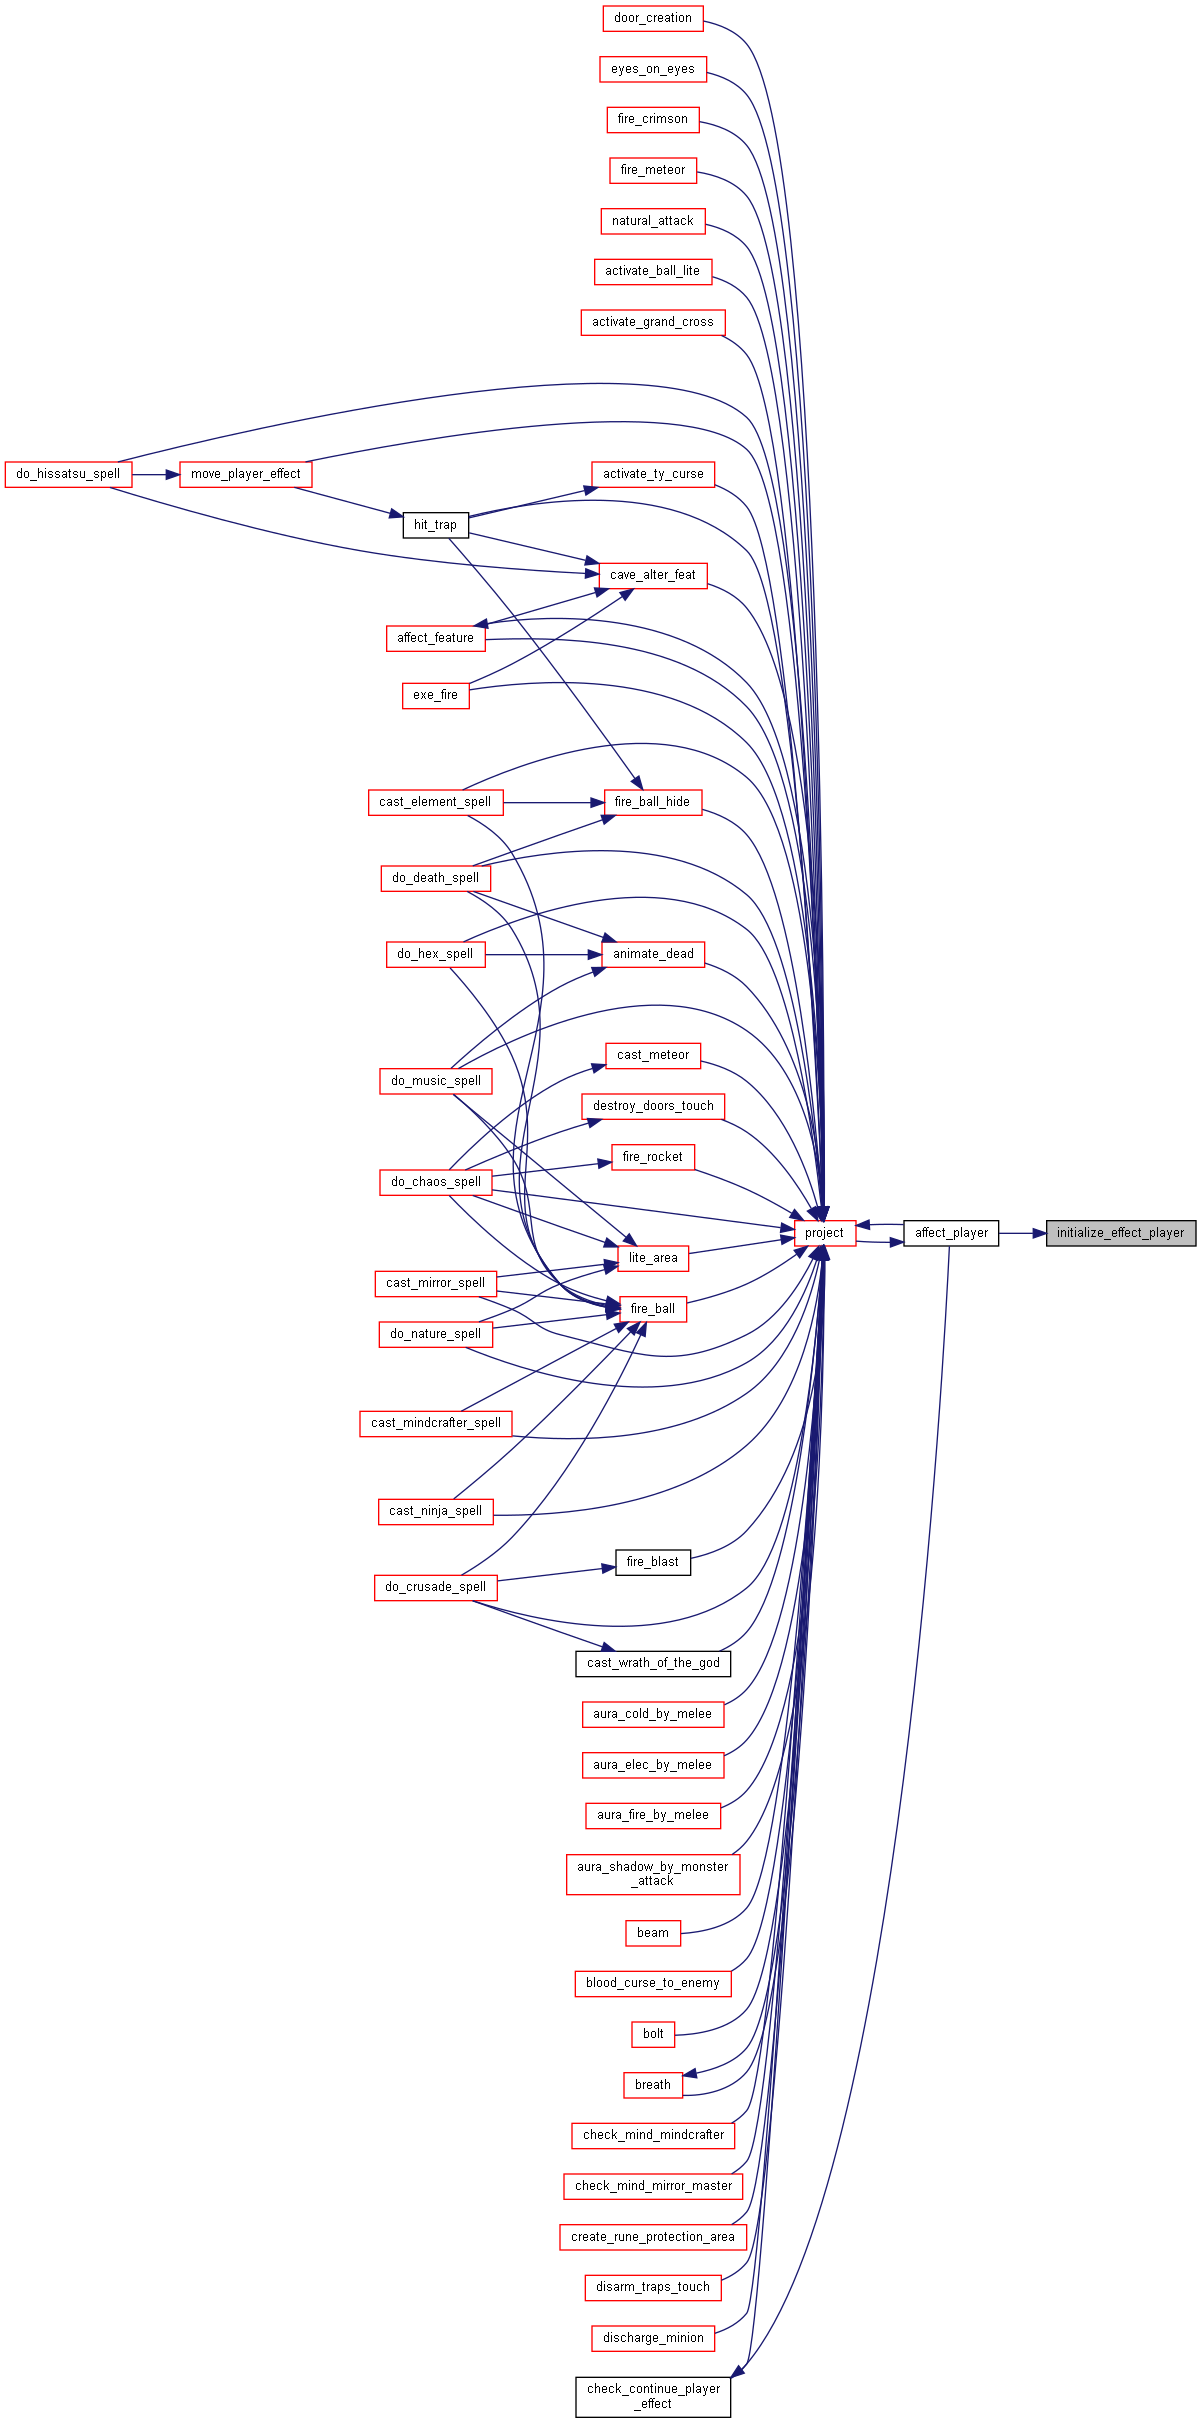 door_creation
eyes_on_eyes
fire_crimson
fire_meteor
natural_attack
activate_ball_lite
activate_grand_cross
do_hissatsu_spell
move_player_effect
activate_ty_curse
hit_trap
cave_alter_feat
affect_feature
exe_fire
cast_element_spell
fire_ball_hide
do_death_spell
do_hex_spell
animate_dead
cast_meteor
do_music_spell
destroy_doors_touch
fire_rocket
do_chaos_spell
project
affect_player
initialize_effect_player
lite_area
cast_mirror_spell
fire_ball
do_nature_spell
cast_mindcrafter_spell
cast_ninja_spell
fire_blast
do_crusade_spell
cast_wrath_of_the_god
aura_cold_by_melee
aura_elec_by_melee
aura_fire_by_melee
aura_shadow_by_monster
_attack
beam
blood_curse_to_enemy
bolt
breath
check_mind_mindcrafter
check_mind_mirror_master
create_rune_protection_area
disarm_traps_touch
discharge_minion
check_continue_player
_effect